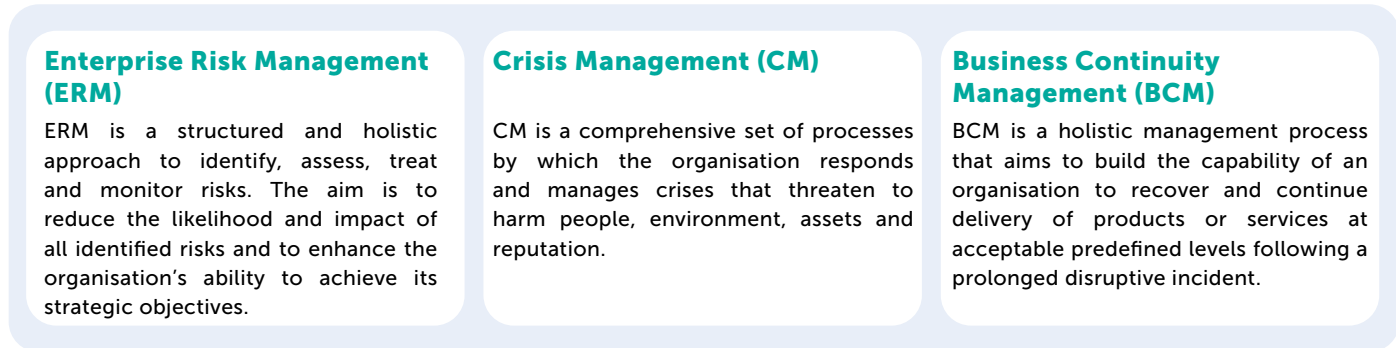 Enterprise Risk Management
(ERM)
ERM is a structured and holistic
approach to identify, assess, treat
and monitor risks. The aim is to
reduce the likelihood and impact of
all identified risks and to enhance the
organisation's ability to achieve its
strategic objectives.
Crisis Management (CM)
CM is a comprehensive set of processes
by which the organisation responds
and manages crises that threaten to
harm people, environment, assets and
reputation.
Business Continuity
Management (BCM)
BCM is a holistic management process
that aims to build the capability of an
organisation to recover and continue
delivery of products or services at
acceptable predefined levels following a
prolonged disruptive incident.